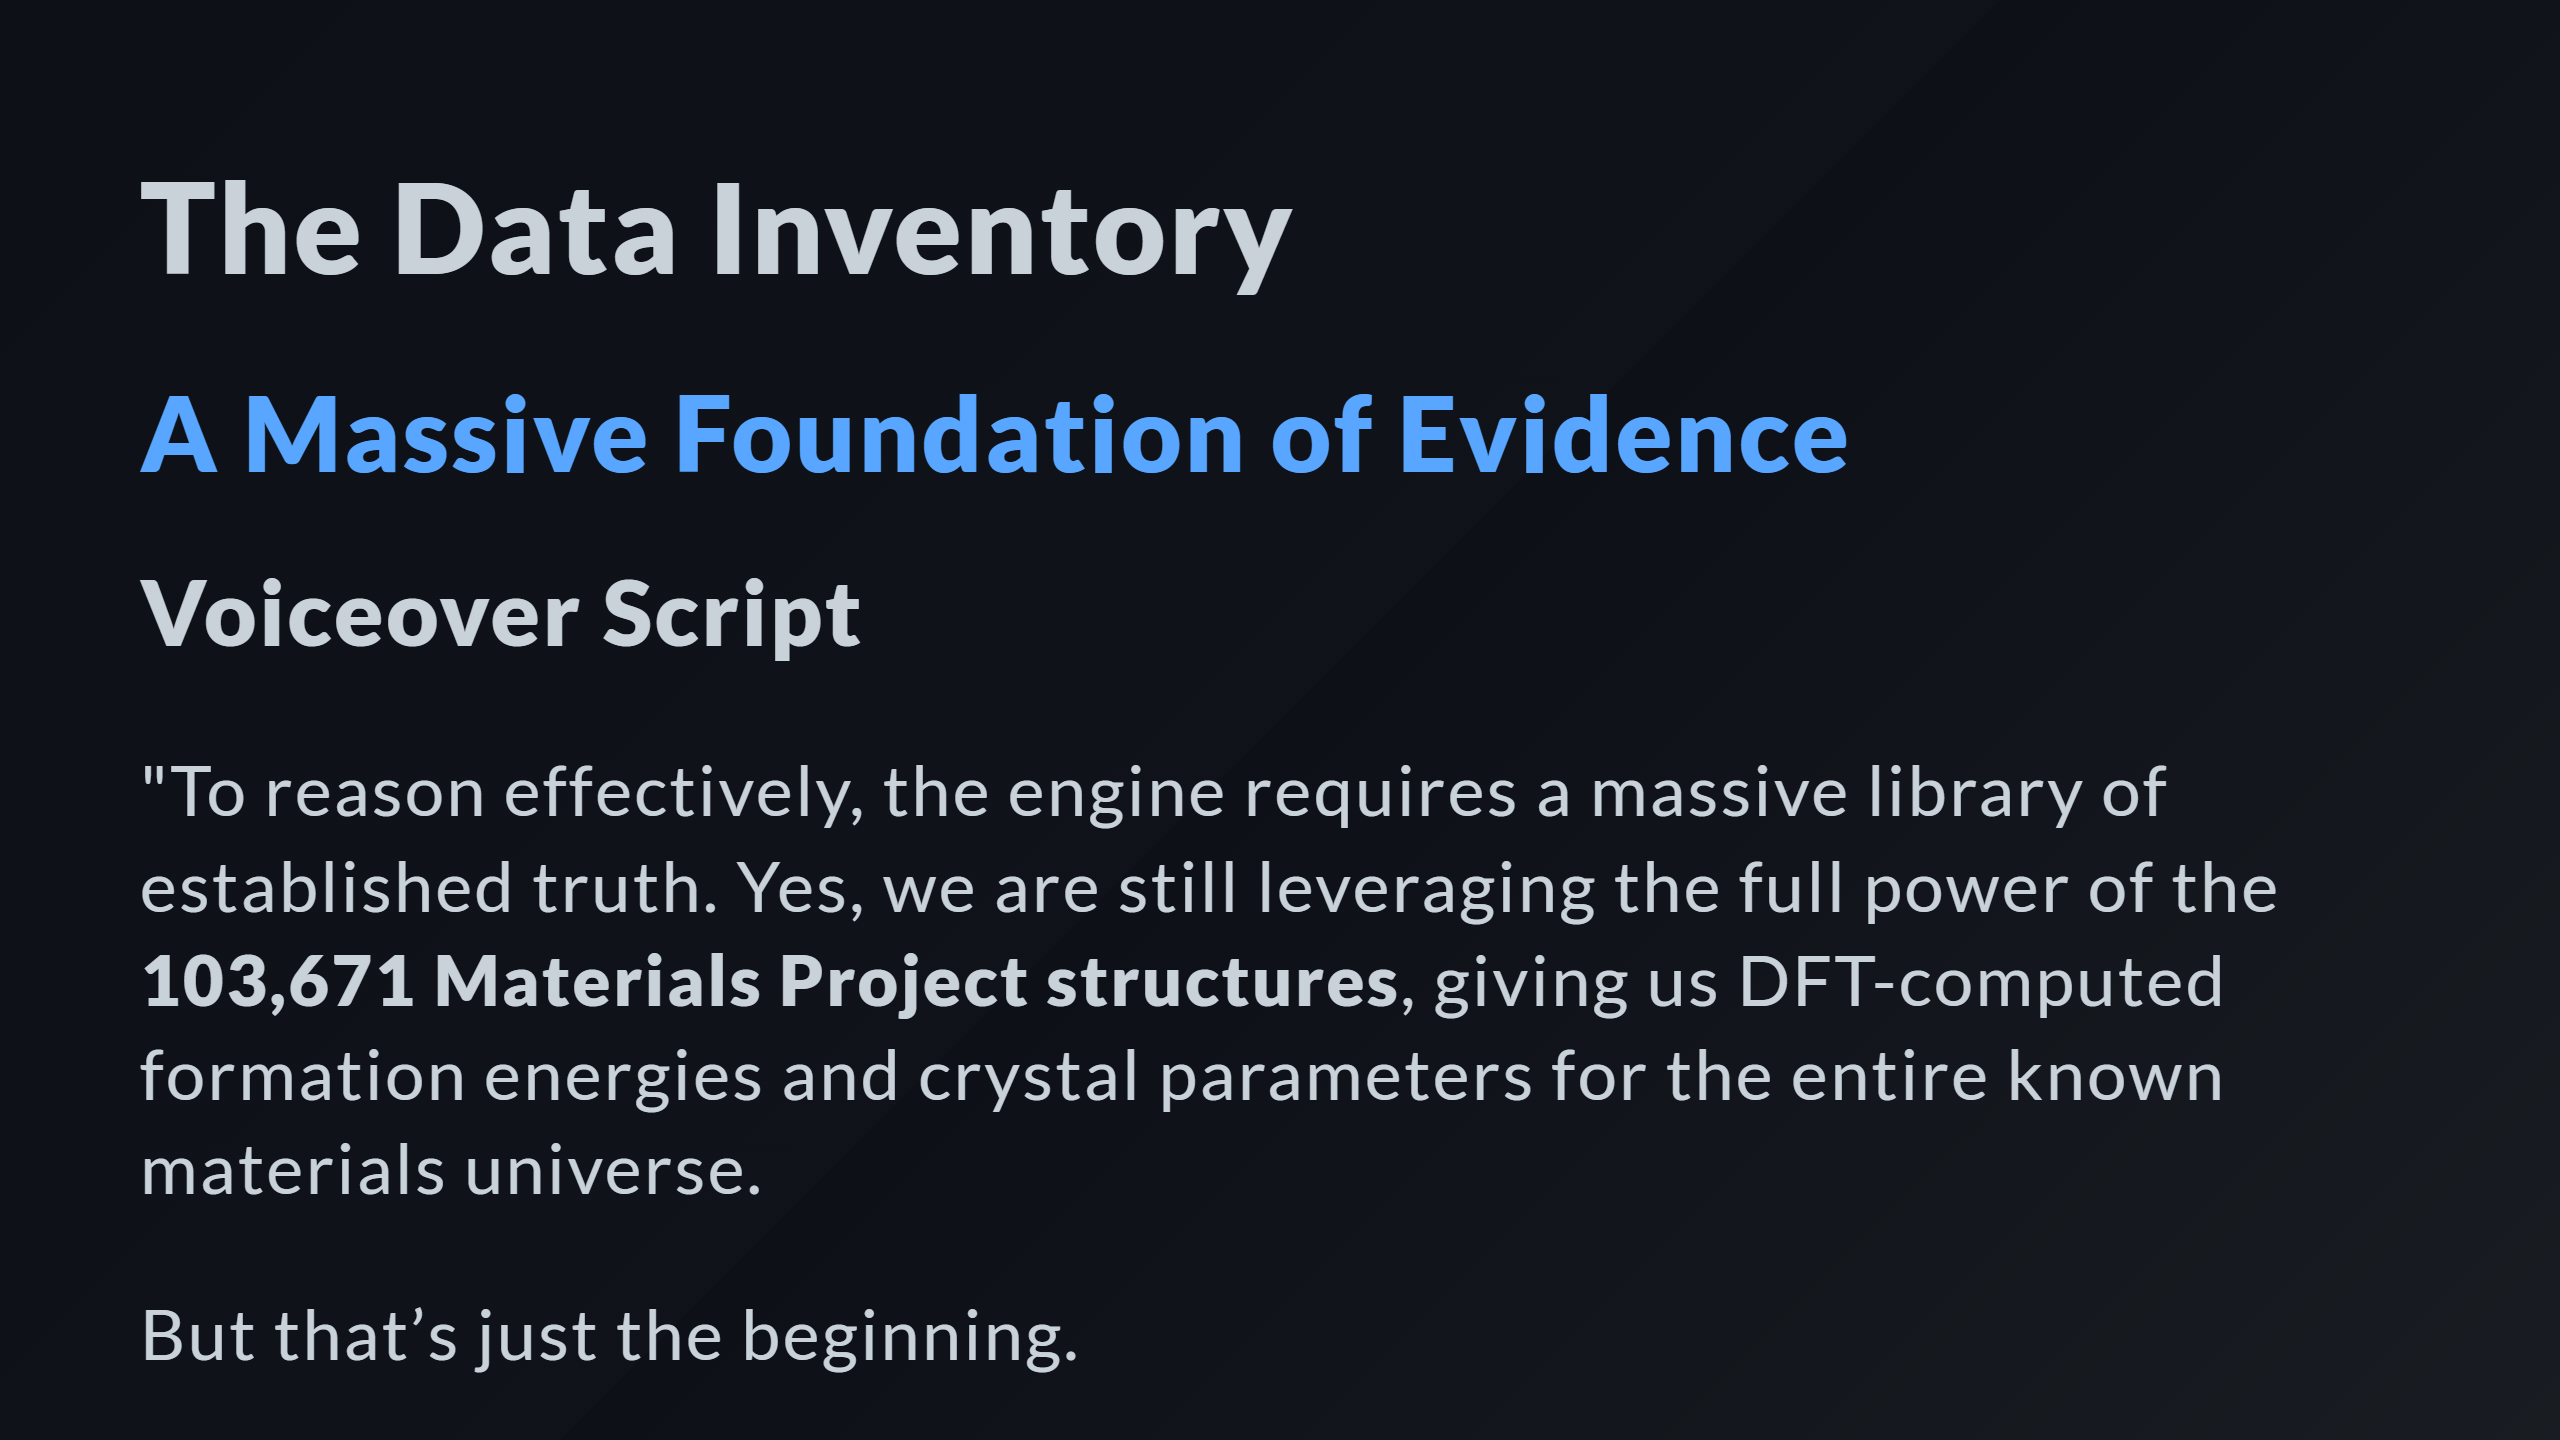 The Data Inventory
A Massive Foundation of Evidence
Voiceover Script
"To reason effectively, the engine requires a massive library of
established truth. Yes, we are still leveraging the full power of the
103,671 Materials Project structures, giving us DFT-computed
formation energies and crystal parameters for the entire known
materials universe.
But that’s just the beginning.